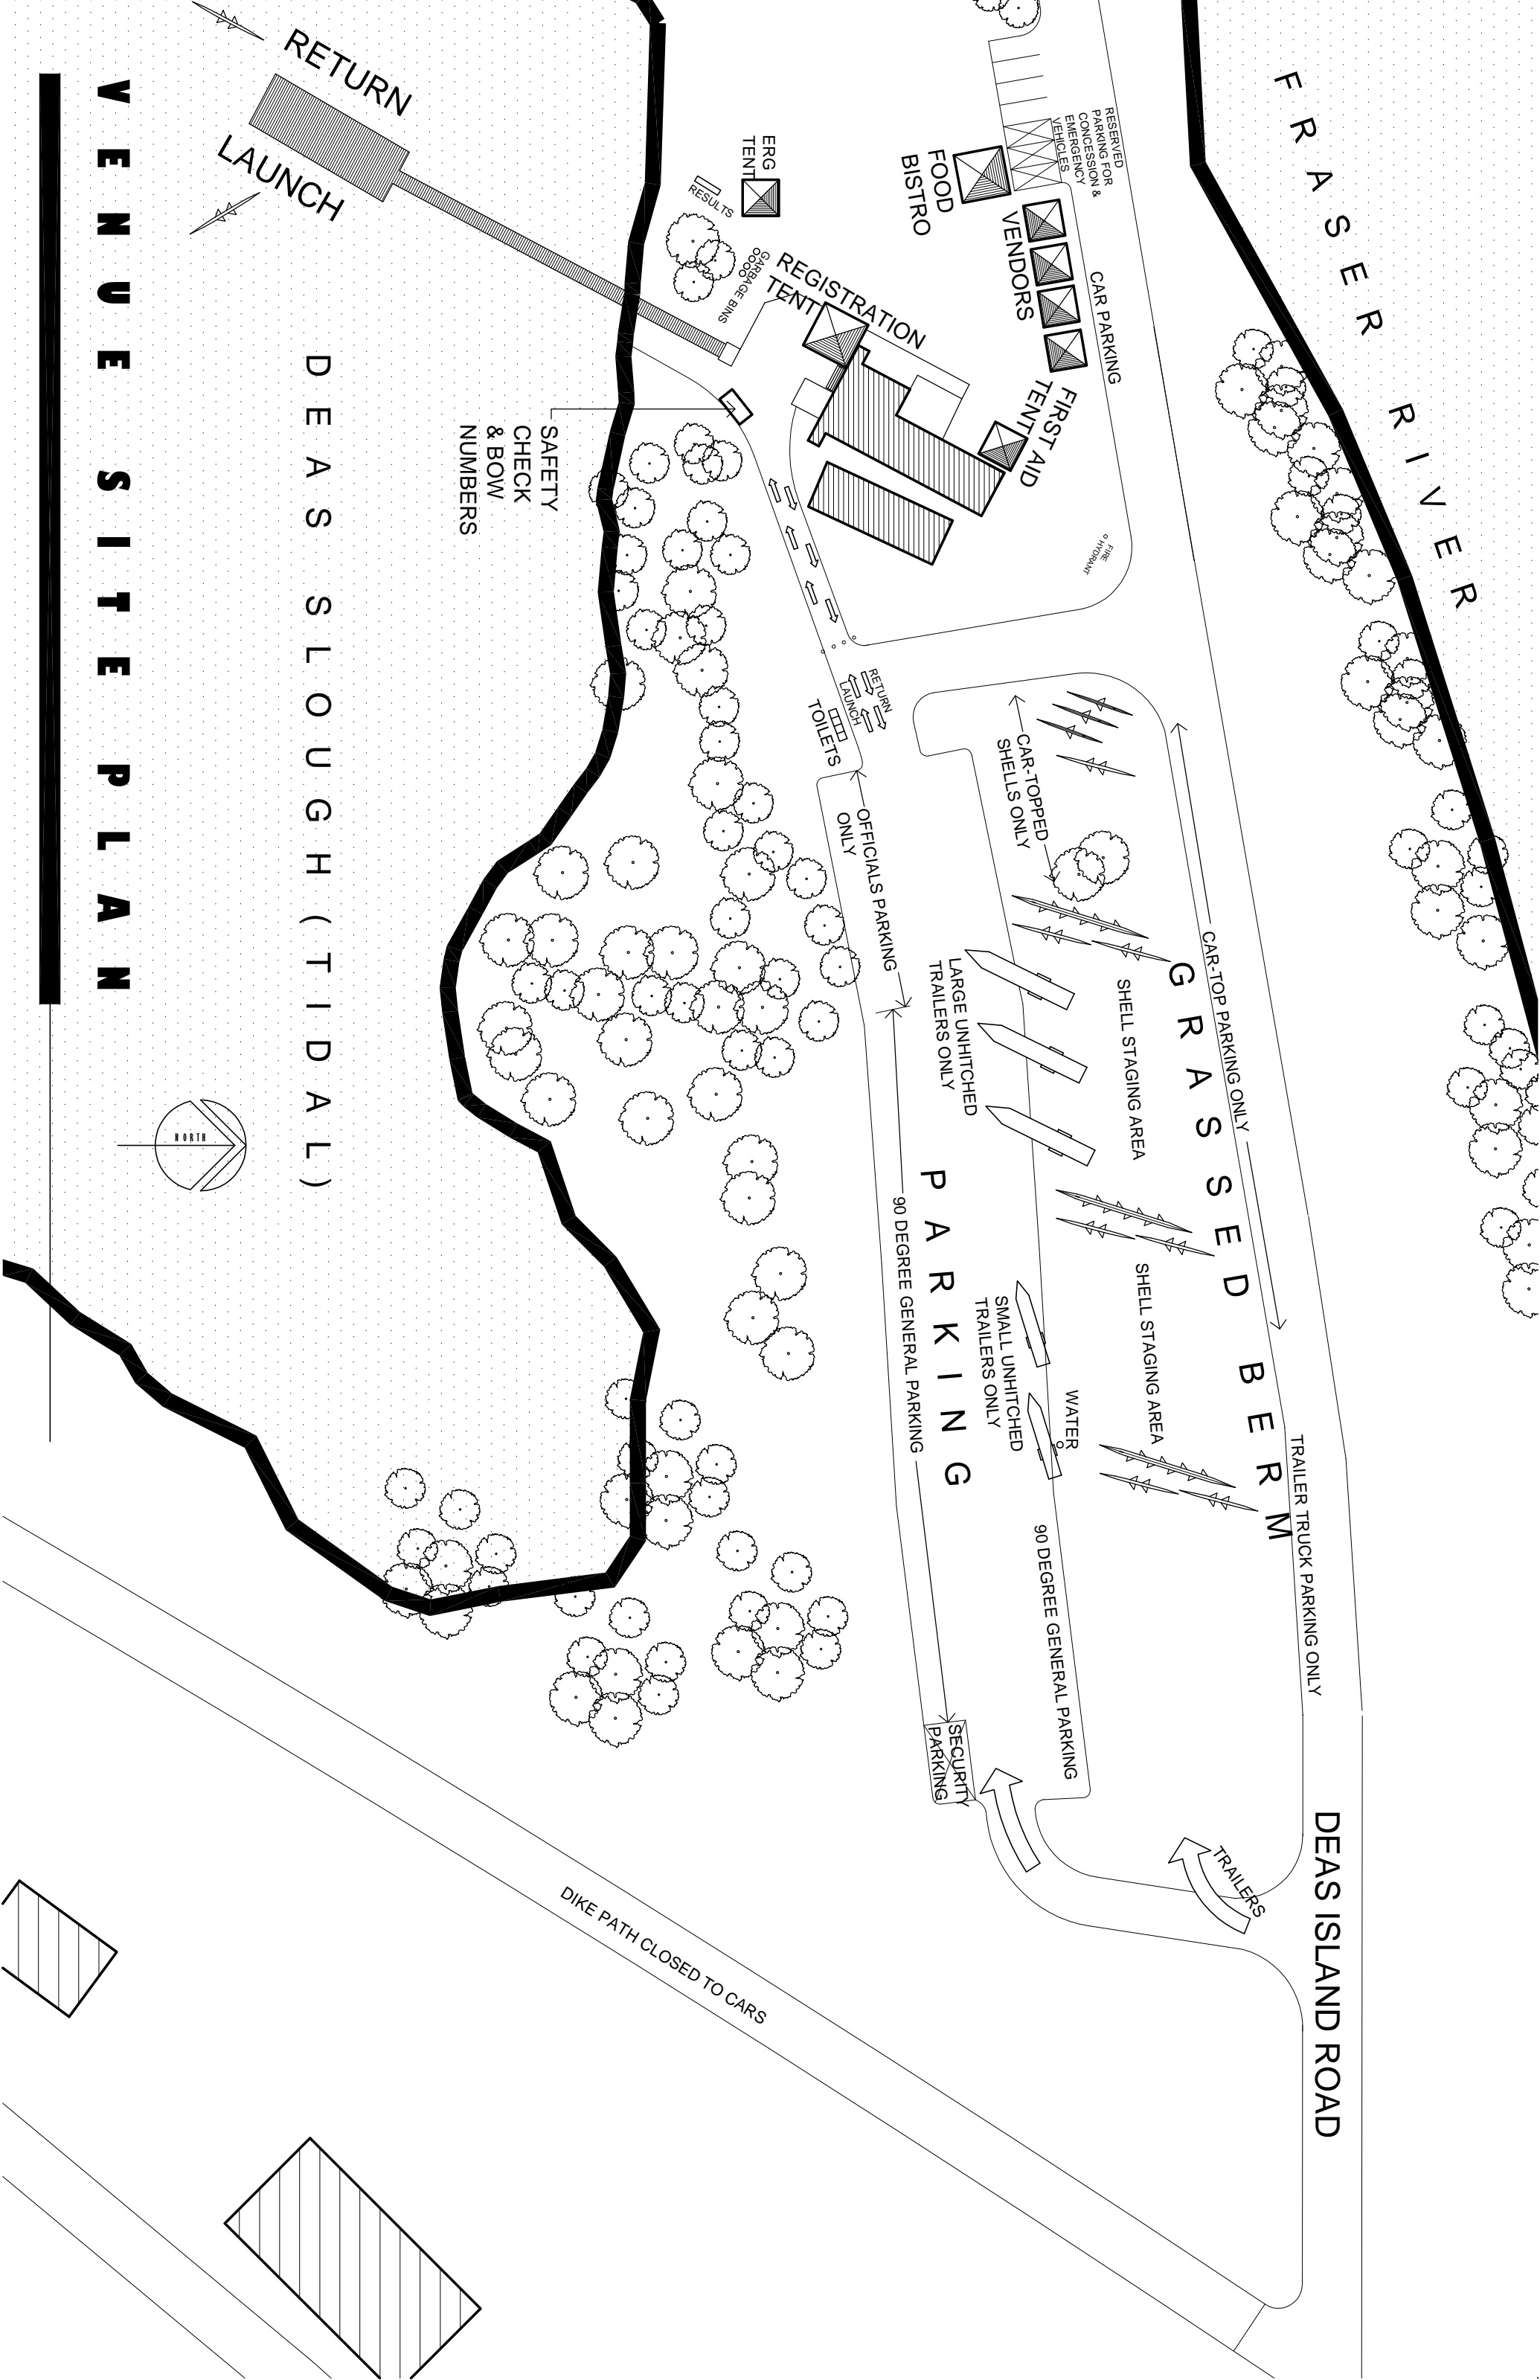 VENUE SITE PLAN
FRASER RIVER
DEAS SLOUGH (TIDAL)
NORTH
RETURN
LAUNCH
ERG
TENT
RESULTS
GARBAGE BINS
REGISTRATION
TENT
FOOD
BISTRO
VENDORS
RESERVED
PARKING FOR
CONCESSION &
EMERGENCY
VEHICLES
CAR PARKING
FIRST AID
TENT
FIRE
HYDRANT
SAFETY
CHECK
& BOW
NUMBERS
RETURN
LAUNCH
TOILETS
CAR-TOPPED
SHELLS ONLY
OFFICIALS PARKING
ONLY
CAR-TOP PARKING ONLY
GRASSED BERM
SHELL STAGING AREA
LARGE UNHITCHED
TRAILERS ONLY
PARKING
90 DEGREE GENERAL PARKING
SHELL STAGING AREA
SMALL UNHITCHED
TRAILERS ONLY
WATER
TRAILER TRUCK PARKING ONLY
90 DEGREE GENERAL PARKING
SECURITY
PARKING
TRAILERS
DEAS ISLAND ROAD
DIKE PATH CLOSED TO CARS